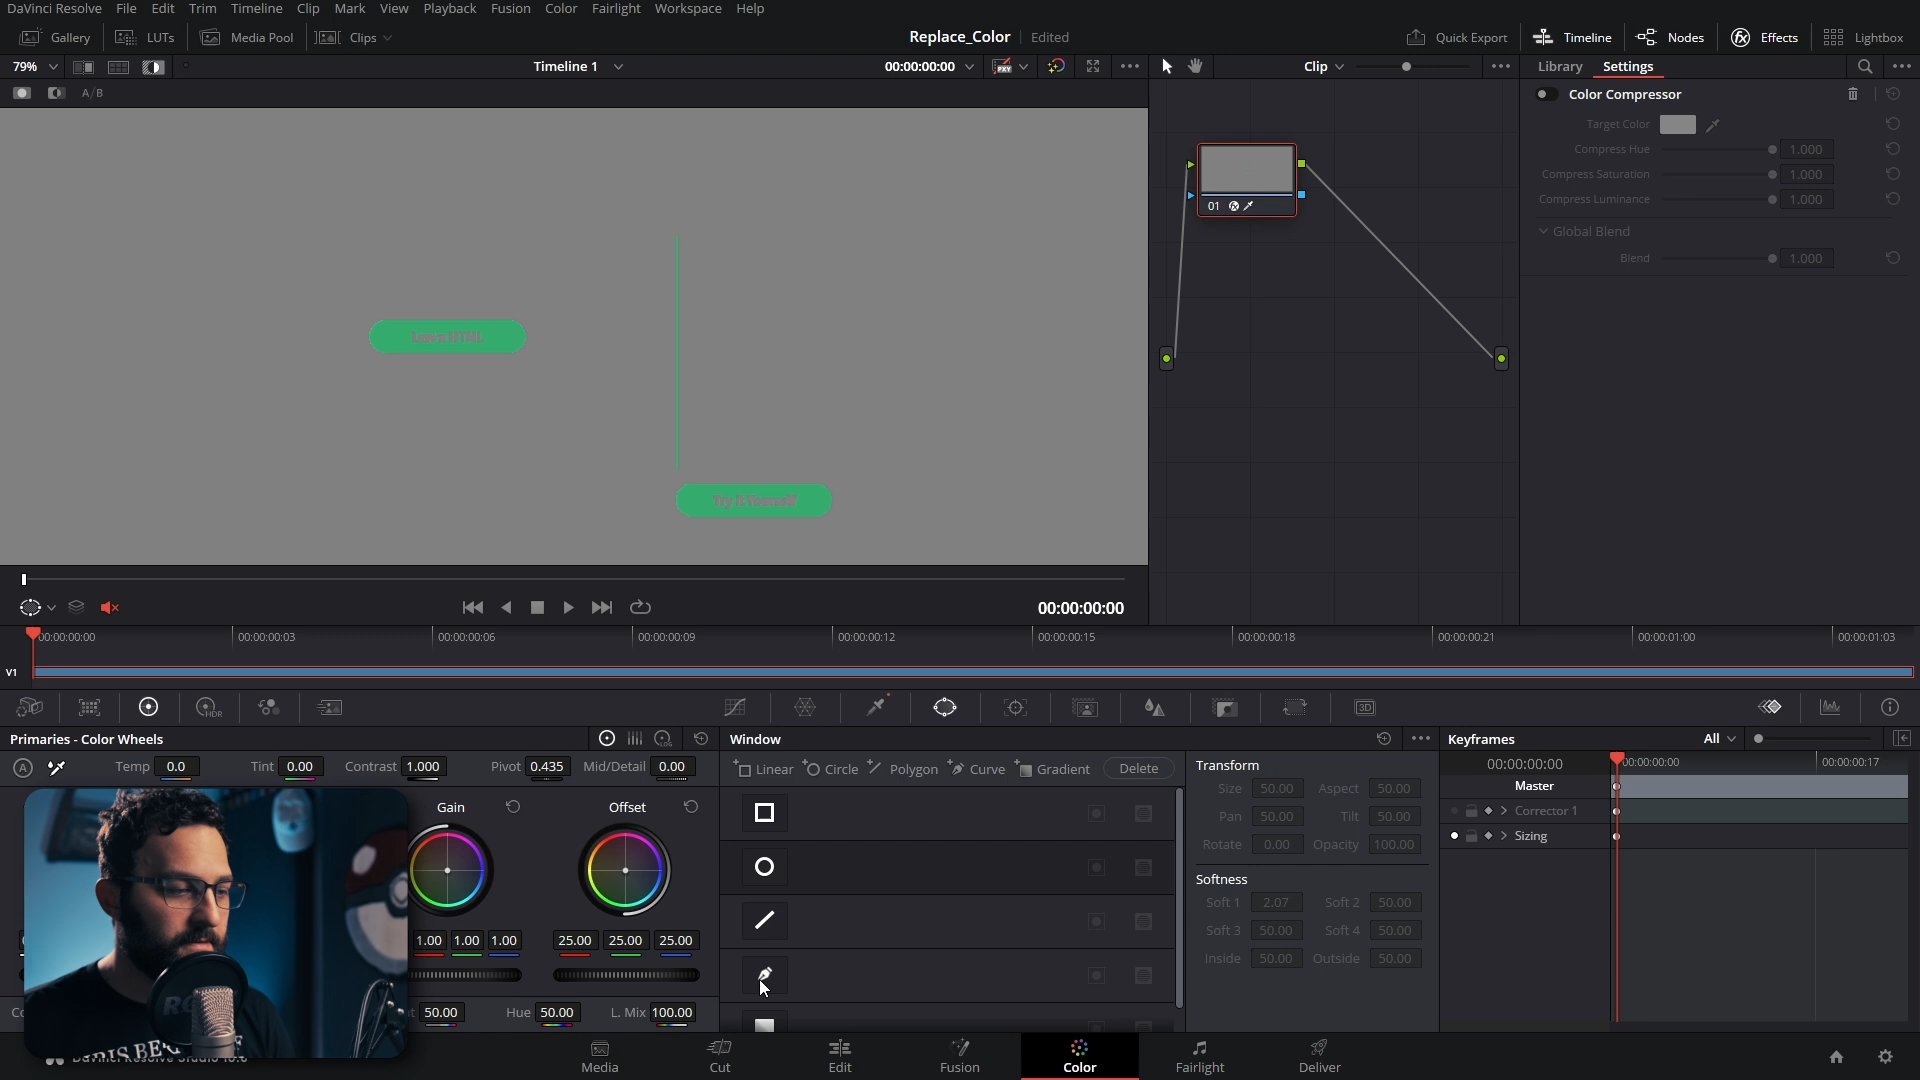 DaVinci Resolve File Edit Trim Timeline Clip Mark View Playback Fusion Color Fairlight Workspace Help
Gallery LUTs Media Pool Clips Replace_Color Edited Quick Export Timeline Nodes Effects Lightbox
79% Timeline 1 00:00:00:00 Clip Library Settings
A/B
Color Compressor
Target Color
Compress Hue 1.000
Compress Saturation 1.000
Compress Luminance 1.000
Global Blend
Blend 1.000
01
Learn HTML
Try it Yourself
00:00:00:00
00:00:00:00 00:00:00:03 00:00:00:06 00:00:00:09 00:00:00:12 00:00:00:15 00:00:00:18 00:00:00:21 00:00:01:00 00:00:01:03
V1
HDR 3D
Primaries - Color Wheels LOG Window Keyframes All
A Temp 0.0 Tint 0.00 Contrast 1.000 Pivot 0.435 Mid/Detail 0.00
Linear Circle Polygon Curve Gradient Delete
Gain Offset
1.00 1.00 1.00 25.00 25.00 25.00
50.00 Hue 50.00 L. Mix 100.00
Transform
Size 50.00 Aspect 50.00
Pan 50.00 Tilt 50.00
Rotate 0.00 Opacity 100.00
Softness
Soft 1 2.07 Soft 2 50.00
Soft 3 50.00 Soft 4 50.00
Inside 50.00 Outside 50.00
00:00:00:00 00:00:00:00 00:00:00:17
Master
Corrector 1
Sizing
Media Cut Edit Fusion Color Fairlight Deliver